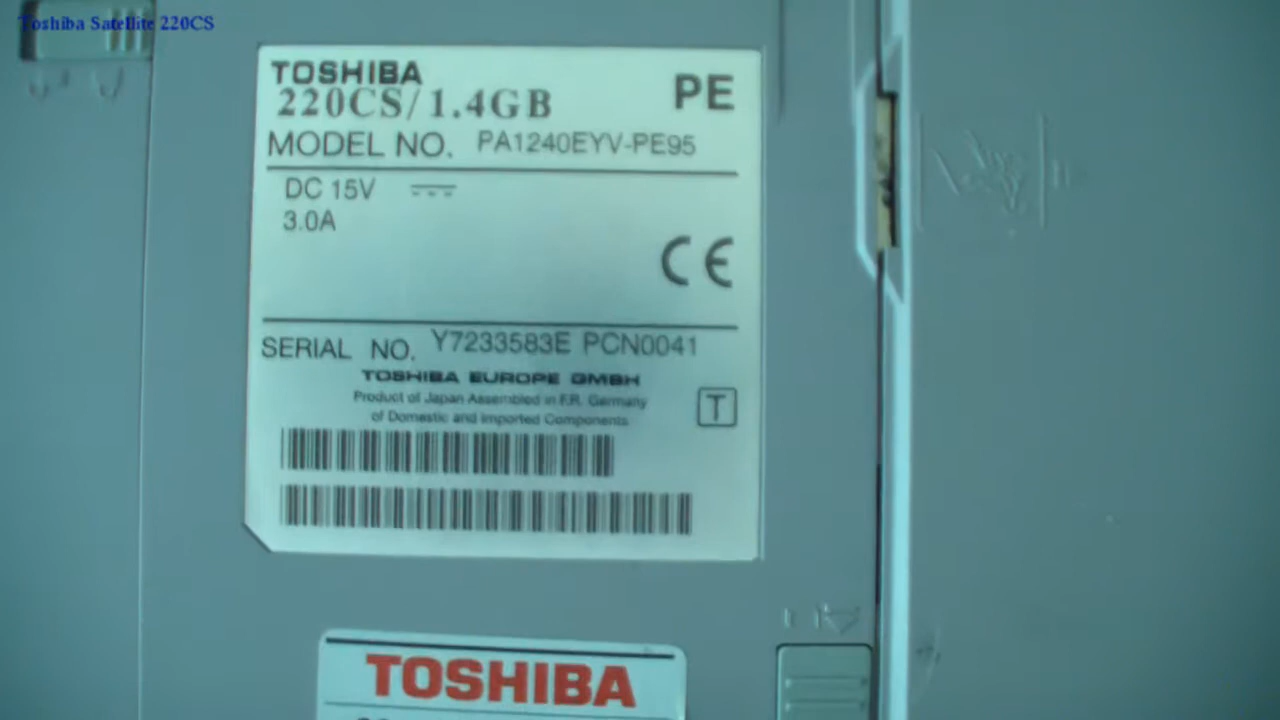 Toshiba Satellite 220CS
TOSHIBA
220CS/1.4GB
PE
MODEL NO. PA1240EYV-PE95
DC 15V
3.0A
CE
SERIAL NO. Y7233583E PCN0041
TOSHIBA EUROPE GMBH
Product of Japan Assembled in F.R. Germany
of Domestic and Imported Components
T
TOSHIBA